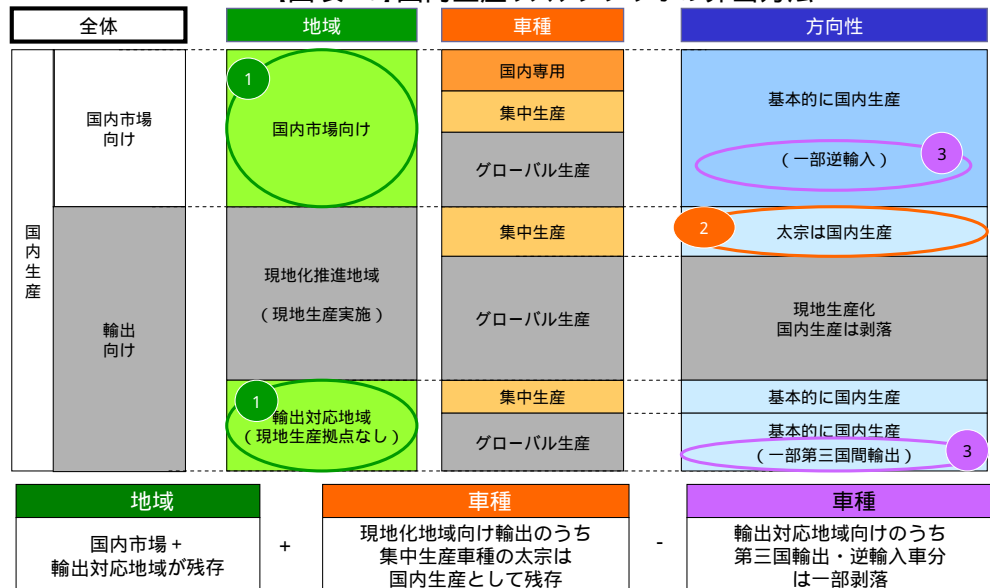 全体
地域
車種
方向性
国内生産
国内市場
向け
輸出
向け
1
国内市場向け
現地化推進地域
（現地生産実施）
1
輸出対応地域
（現地生産拠点なし）
国内専用
集中生産
グローバル生産
集中生産
グローバル生産
集中生産
グローバル生産
基本的に国内生産
（一部逆輸入）
3
2
太宗は国内生産
現地生産化
国内生産は剥落
基本的に国内生産
基本的に国内生産
（一部第三国間輸出）
3
地域
国内市場＋
輸出対応地域が残存
+
車種
現地化地域向け輸出のうち
集中生産車種の太宗は
国内生産として残存
-
車種
輸出対応地域向けのうち
第三国輸出・逆輸入車分
は一部剥落